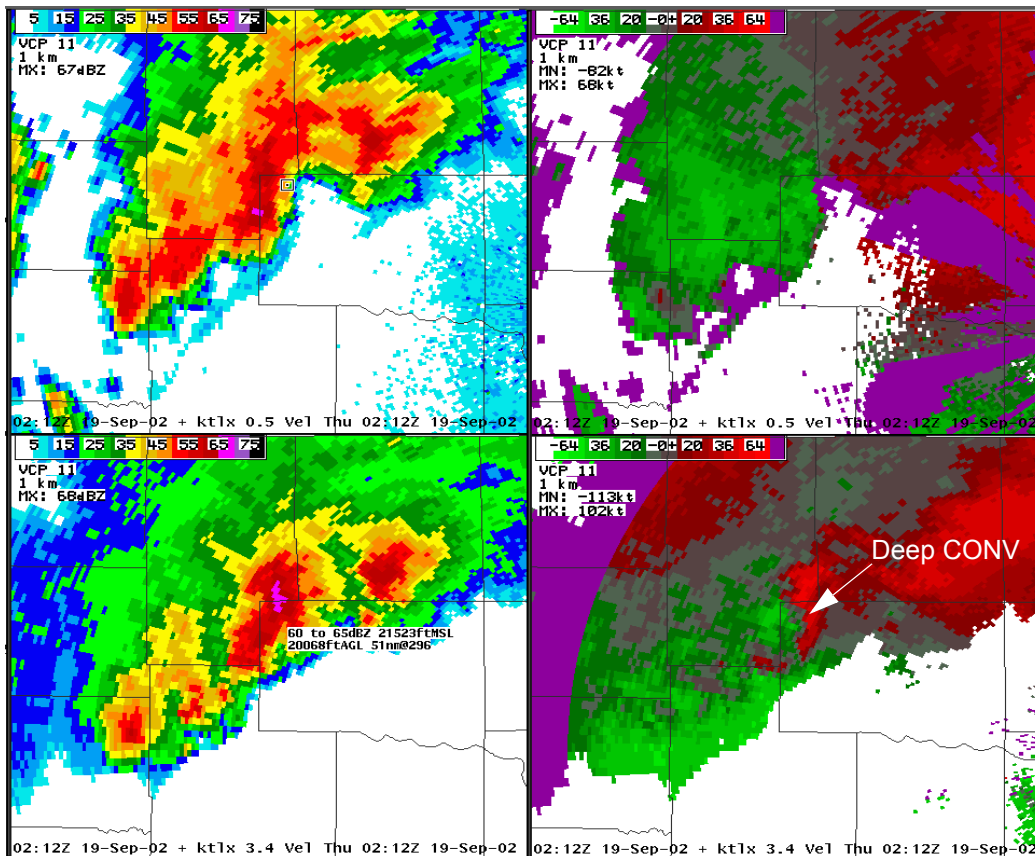 5 15 25 35 45 55 65 75
VCP 11
1 km
MX: 67dBZ
02:12Z 19-Sep-02 + ktlx 0.5 Vel Thu 02:12Z 19-Sep-02
-64 36 20 -0+ 20 36 64
VCP 11
1 km
MN: -82kt
MX: 68kt
02:12Z 19-Sep-02 + ktlx 0.5 Vel Thu 02:12Z 19-Sep-02
5 15 25 35 45 55 65 75
VCP 11
1 km
MX: 68dBZ
60 to 65dBZ 21523ftMSL
20068ftAGL 51nm@296
02:12Z 19-Sep-02 + ktlx 3.4 Vel Thu 02:12Z 19-Sep-02
-64 36 20 -0+ 20 36 64
VCP 11
1 km
MN: -113kt
MX: 102kt
Deep CONV
02:12Z 19-Sep-02 + ktlx 3.4 Vel Thu 02:12Z 19-Sep-02